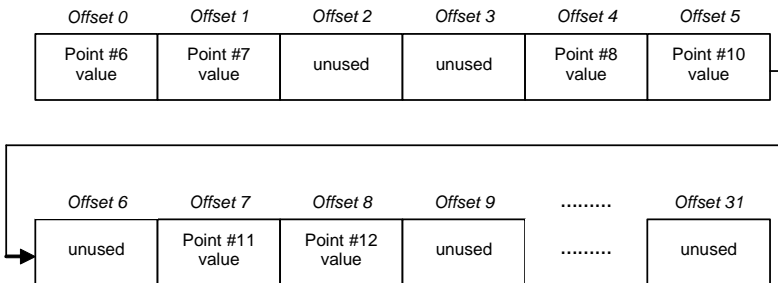 Offset 0 Offset 1 Offset 2 Offset 3 Offset 4 Offset 5
Point #6 value Point #7 value unused unused Point #8 value Point #10 value
Offset 6 Offset 7 Offset 8 Offset 9 ......... Offset 31
unused Point #11 value Point #12 value unused ......... unused